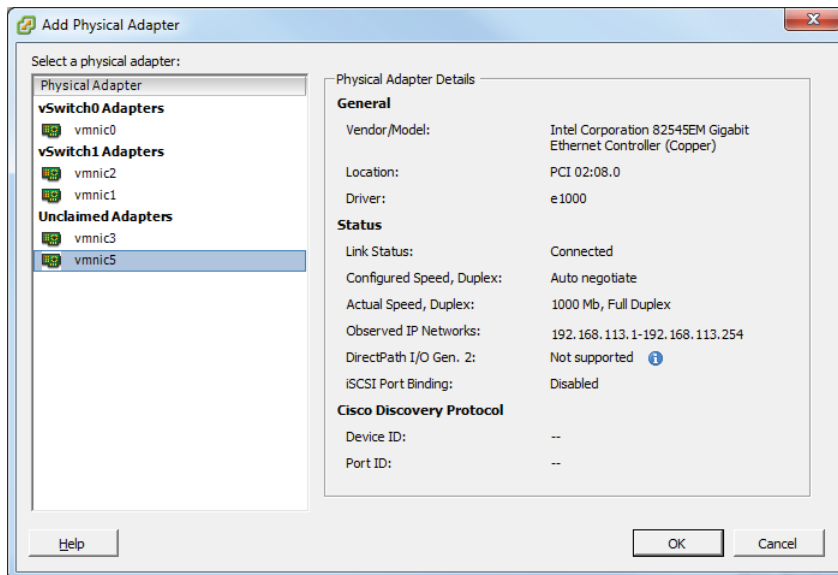 Add Physical Adapter
Select a physical adapter:
Physical Adapter
vSwitch0 Adapters
vmnic0
vSwitch1 Adapters
vmnic2
vmnic1
Unclaimed Adapters
vmnic3
vmnic5
Physical Adapter Details
General
Vendor/Model: Intel Corporation 82545EM Gigabit
Ethernet Controller (Copper)
Location: PCI 02:08.0
Driver: e1000
Status
Link Status: Connected
Configured Speed, Duplex: Auto negotiate
Actual Speed, Duplex: 1000 Mb, Full Duplex
Observed IP Networks: 192.168.113.1-192.168.113.254
DirectPath I/O Gen. 2: Not supported
iSCSI Port Binding: Disabled
Cisco Discovery Protocol
Device ID: --
Port ID: --
Help OK Cancel